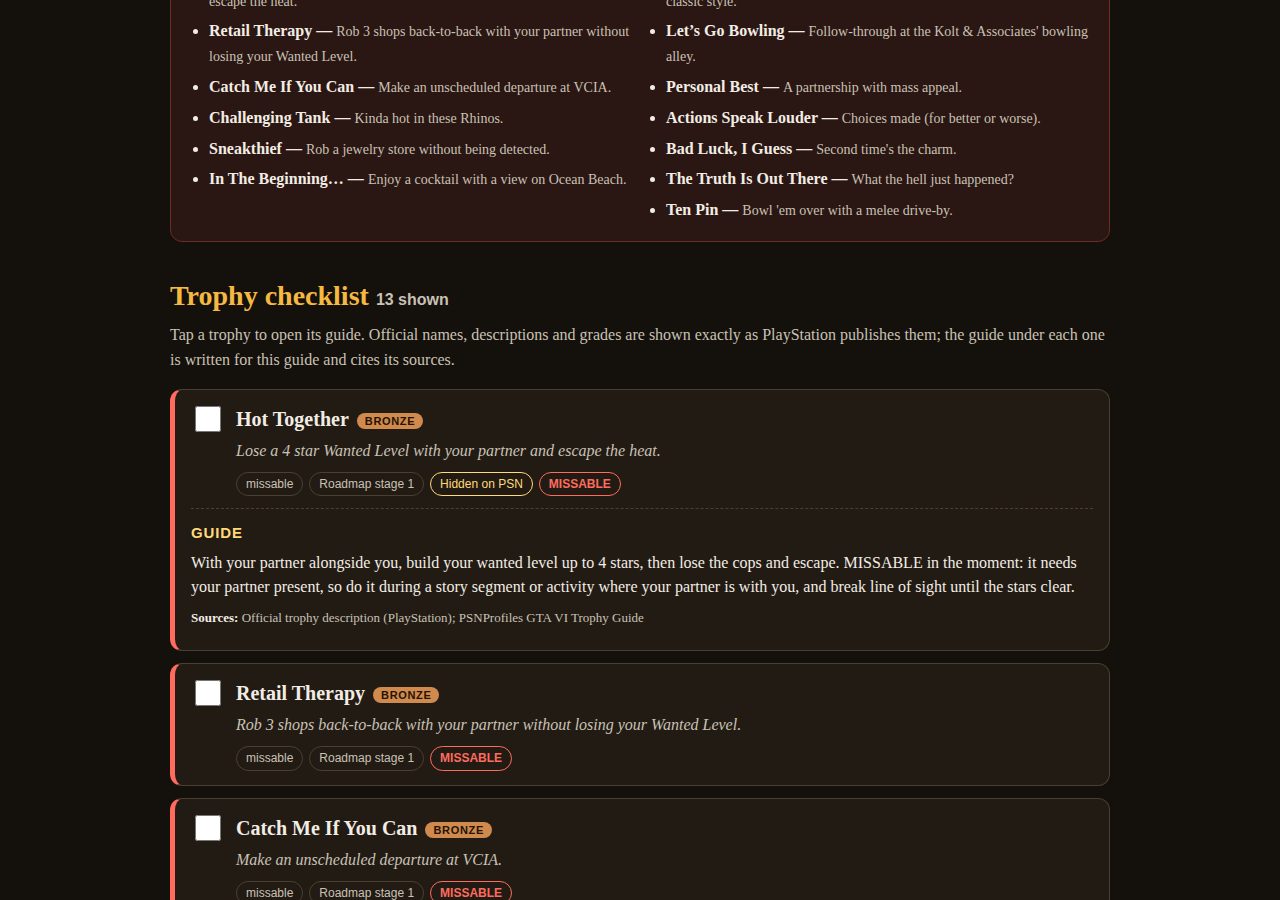 escape the heat.
Retail Therapy — Rob 3 shops back-to-back with your partner without
losing your Wanted Level.
Catch Me If You Can — Make an unscheduled departure at VCIA.
Challenging Tank — Kinda hot in these Rhinos.
Sneakthief — Rob a jewelry store without being detected.
In The Beginning… — Enjoy a cocktail with a view on Ocean Beach.
classic style.
Let’s Go Bowling — Follow-through at the Kolt & Associates' bowling
alley.
Personal Best — A partnership with mass appeal.
Actions Speak Louder — Choices made (for better or worse).
Bad Luck, I Guess — Second time's the charm.
The Truth Is Out There — What the hell just happened?
Ten Pin — Bowl 'em over with a melee drive-by.
Trophy checklist 13 shown
Tap a trophy to open its guide. Official names, descriptions and grades are shown exactly as PlayStation publishes them; the guide under each one
is written for this guide and cites its sources.
Hot Together BRONZE
Lose a 4 star Wanted Level with your partner and escape the heat.
missable Roadmap stage 1 Hidden on PSN MISSABLE
GUIDE
With your partner alongside you, build your wanted level up to 4 stars, then lose the cops and escape. MISSABLE in the moment: it needs
your partner present, so do it during a story segment or activity where your partner is with you, and break line of sight until the stars clear.
Sources: Official trophy description (PlayStation); PSNProfiles GTA VI Trophy Guide
Retail Therapy BRONZE
Rob 3 shops back-to-back with your partner without losing your Wanted Level.
missable Roadmap stage 1 MISSABLE
Catch Me If You Can BRONZE
Make an unscheduled departure at VCIA.
missable Roadmap stage 1 MISSABLE